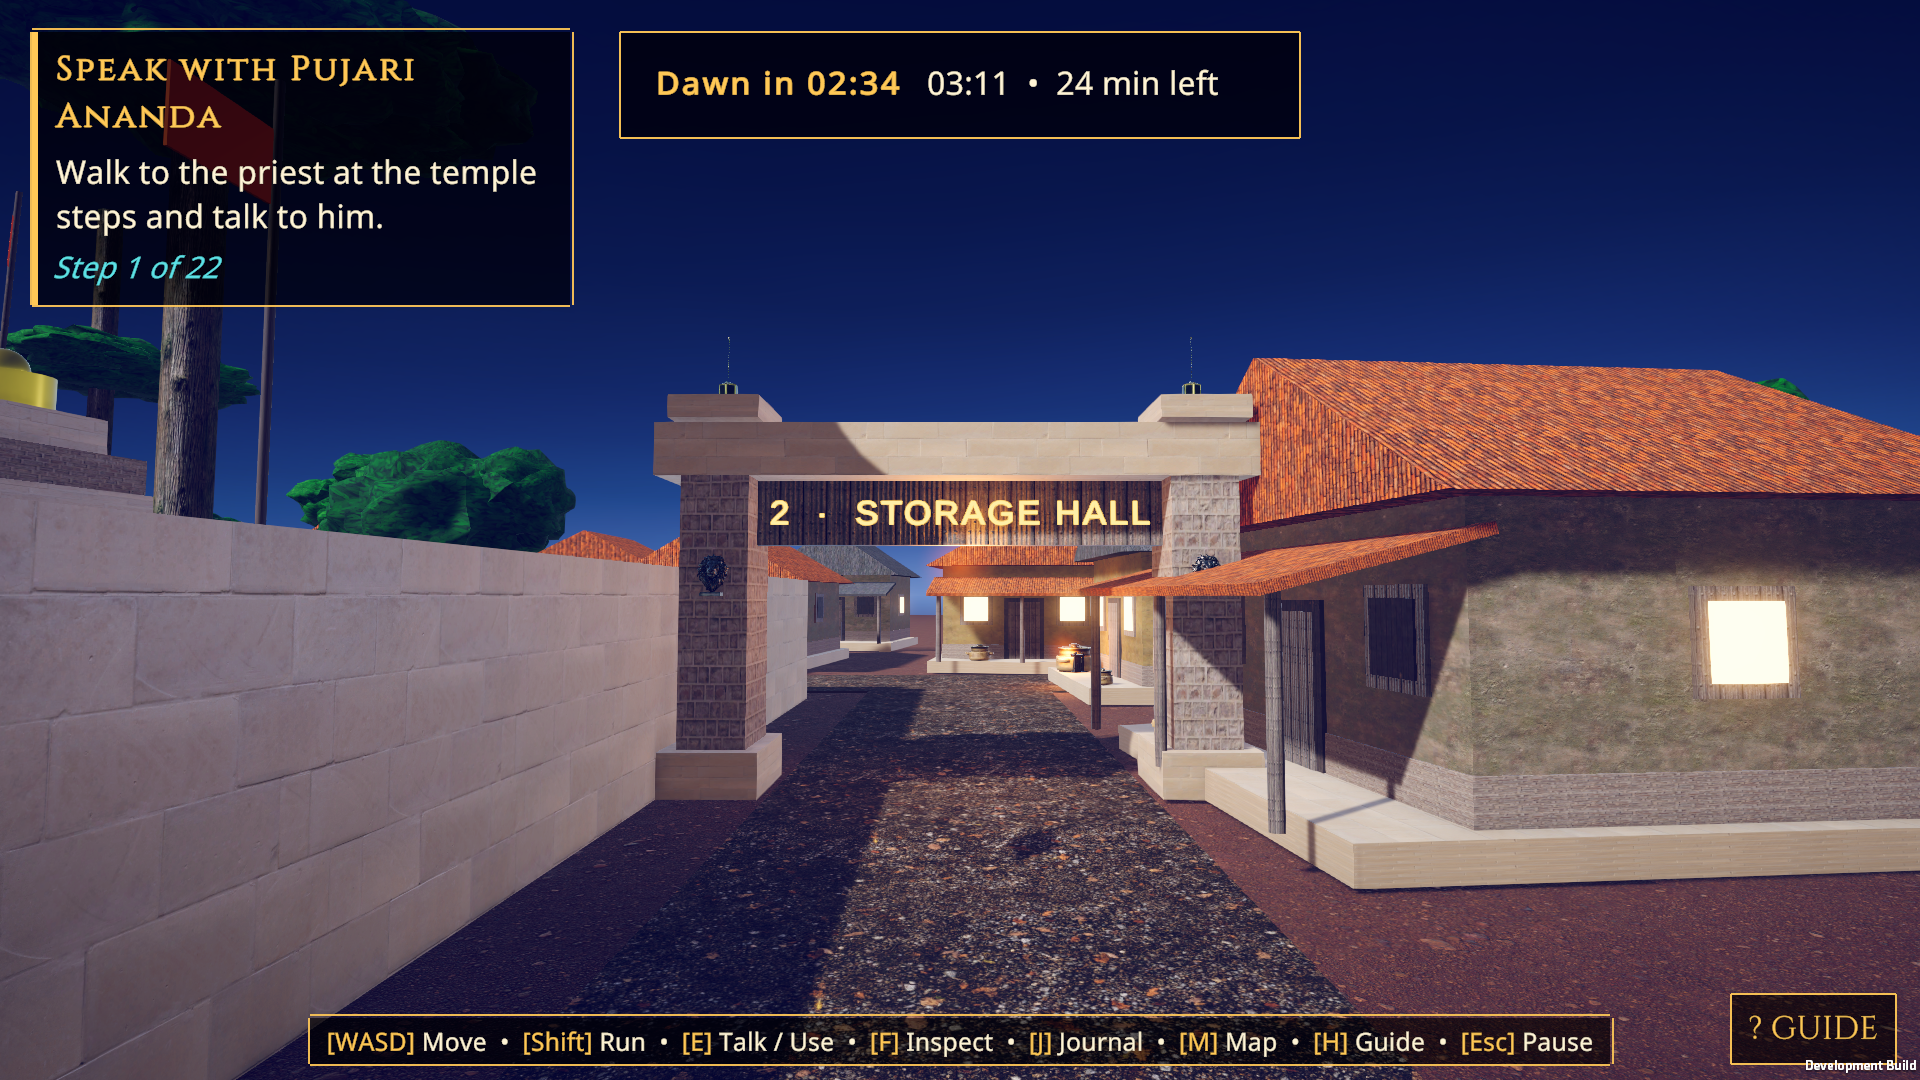 SPEAK WITH PUJARI
ANANDA
Walk to the priest at the temple
steps and talk to him.
Step 1 of 22
Dawn in 02:34 03:11 • 24 min left
2 · STORAGE HALL
[WASD] Move • [Shift] Run • [E] Talk / Use • [F] Inspect • [J] Journal • [M] Map • [H] Guide • [Esc] Pause
? GUIDE
Development Build